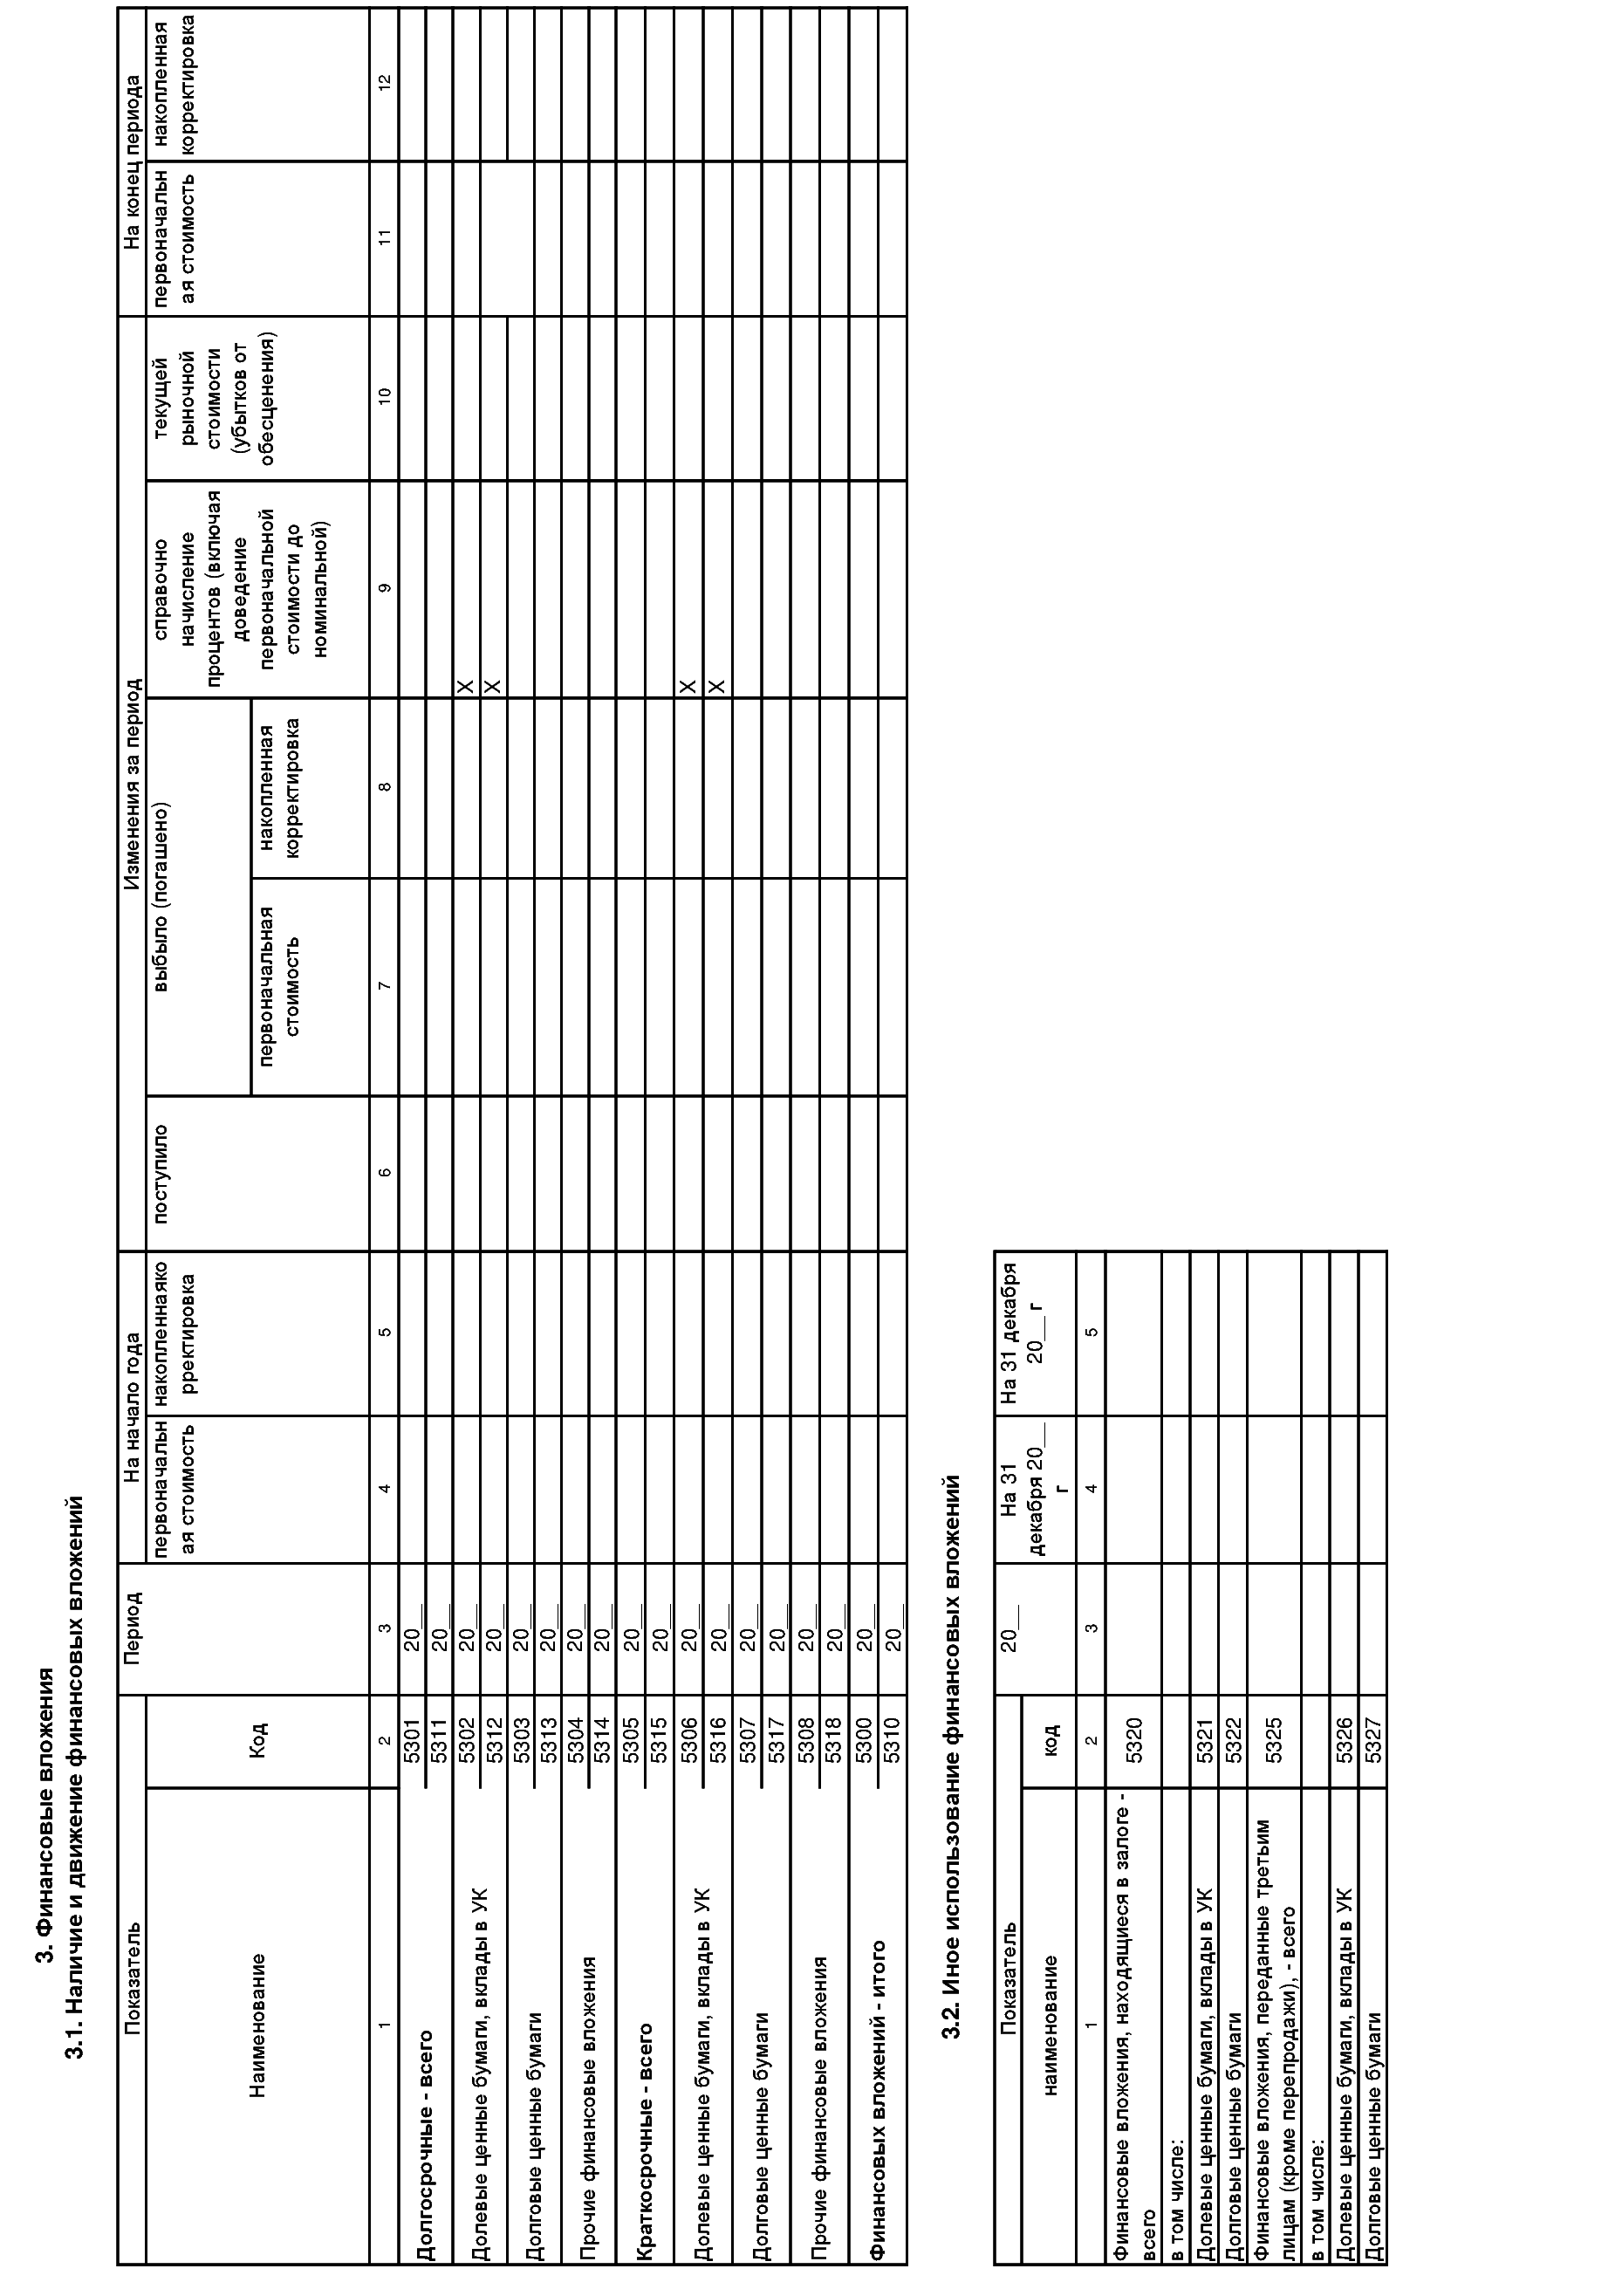 3. Финансовые вложения
3.1. Наличие и движение финансовых вложений
Показатель Период На начало года Изменения за период На конец периода
Наименование Код
первоначальн
ая стоимость
накопленнаяко
рректировка
поступило
выбыло (погашено)
первоначальная
стоимость
накопленная
корректировка
справочно
начисление
процентов (включая
доведение
первоначальной
стоимости до
номинальной)
текущей
рыночной
стоимости
(убытков от
обесценения)
первоначальн
ая стоимость
накопленная
корректировка
1 2 3 4 5 6 7 8 9 10 11 12
Долгосрочные - всего 5301 20__
5311 20__
Долевые ценные бумаги, вклады в УК 5302 20__ X
5312 20__ X
Долговые ценные бумаги 5303 20__
5313 20__
Прочие финансовые вложения 5304 20__
5314 20__
Краткосрочные - всего 5305 20__
5315 20__
Долевые ценные бумаги, вклады в УК 5306 20__ X
5316 20__ X
Долговые ценные бумаги 5307 20__
5317 20__
Прочие финансовые вложения 5308 20__
5318 20__
Финансовых вложений - итого 5300 20__
5310 20__
3.2. Иное использование финансовых вложений
Показатель 20__
На 31
декабря 20__
г
На 31 декабря
20__ г
наименование код
1 2 3 4 5
Финансовые вложения, находящиеся в залоге -
всего 5320
в том числе:
Долевые ценные бумаги, вклады в УК 5321
Долговые ценные бумаги 5322
Финансовые вложения, переданные третьим
лицам (кроме перепродажи), - всего 5325
в том числе:
Долевые ценные бумаги, вклады в УК 5326
Долговые ценные бумаги 5327